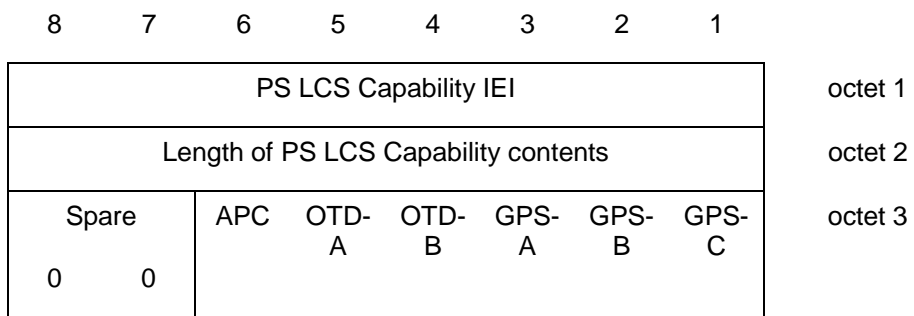 8 7 6 5 4 3 2 1
PS LCS Capability IEI octet 1
Length of PS LCS Capability contents octet 2
Spare APC OTD- OTD- GPS- GPS- GPS- octet 3
A B A B C
0 0